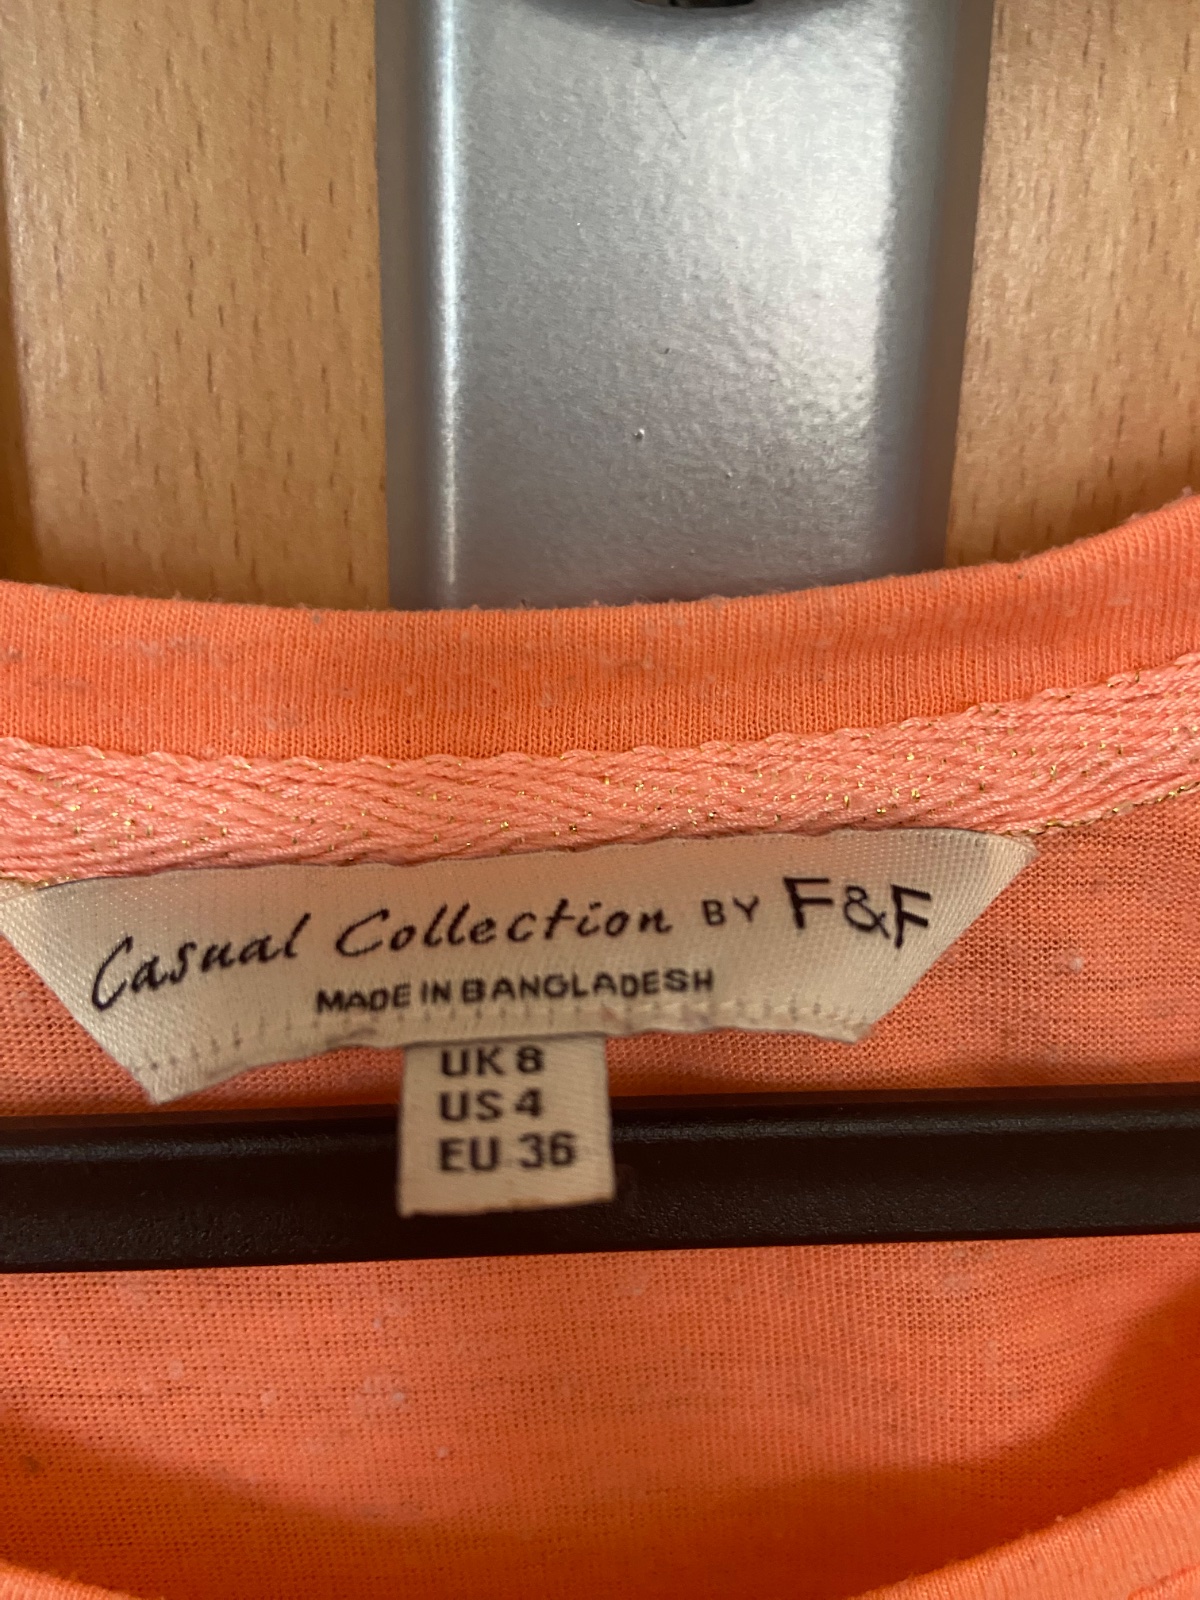 Casual Collection BY F&F
MADE IN BANGLADESH
UK 8
US 4
EU 36